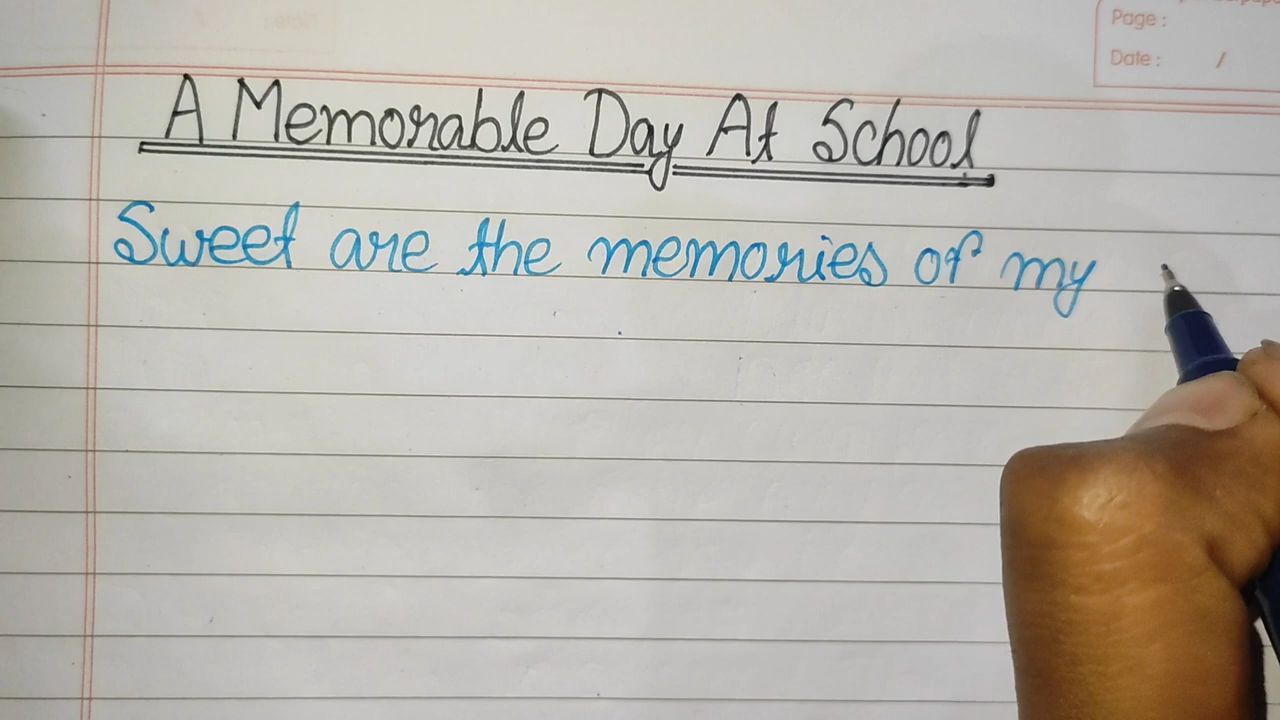 Page :
Date : /
A Memorable Day At School
Sweet are the memories of my